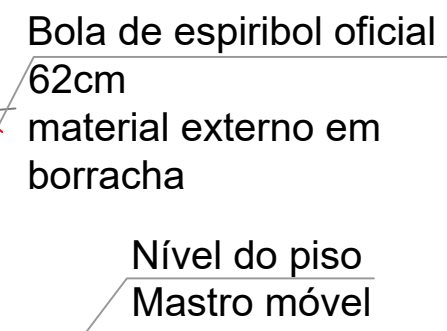 Bola de espiribol oficial
62cm
material externo em
borracha
Nível do piso
Mastro móvel